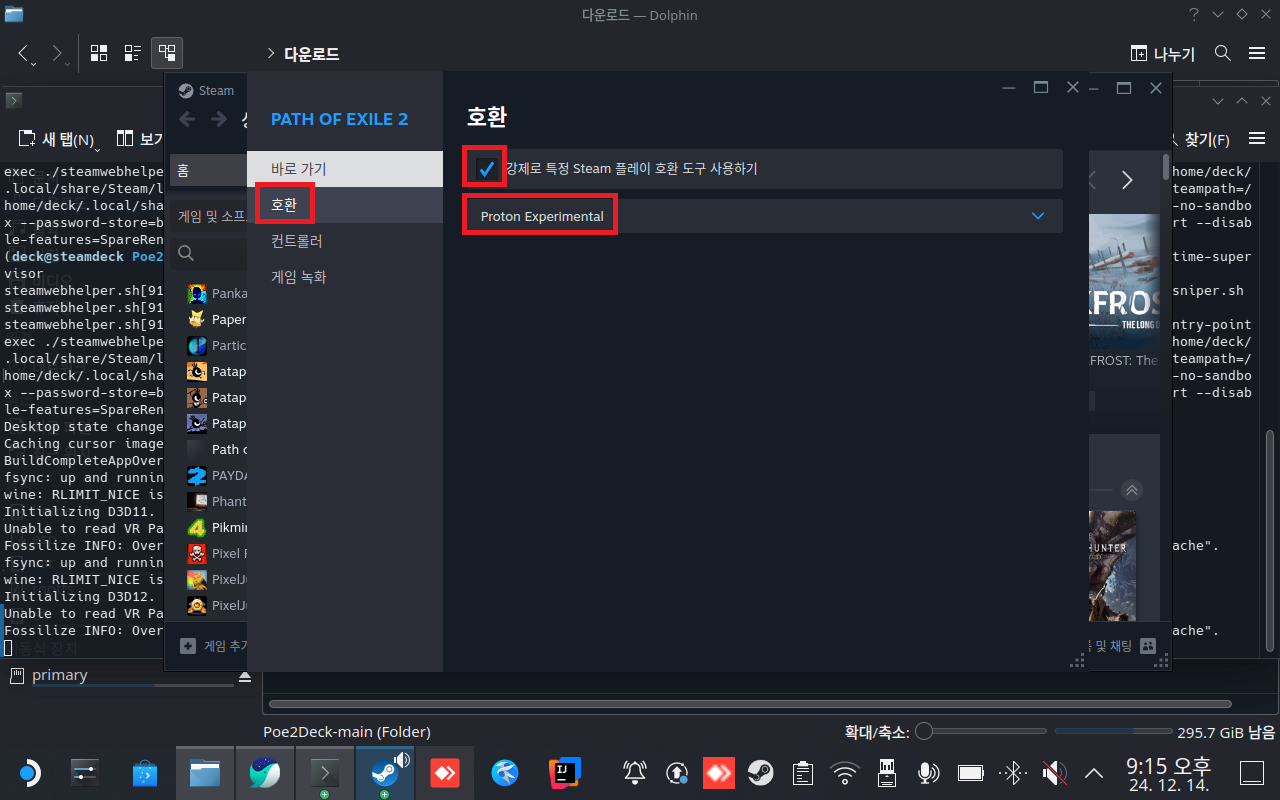 다운로드 — Dolphin
다운로드
나누기
Steam
PATH OF EXILE 2
호환
새 탭(N)
보기
찾기(F)
홈
바로 가기
강제로 특정 Steam 플레이 호환 도구 사용하기
호환
게임 및 소프
Proton Experimental
컨트롤러
게임 녹화
exec ./steamwebhelpe
.local/share/Steam/l
home/deck/.local/sha
x --password-store=b
le-features=SpareRen
(deck@steamdeck Poe2
visor
steamwebhelper.sh[91
steamwebhelper.sh[91
steamwebhelper.sh[91
exec ./steamwebhelpe
.local/share/Steam/l
home/deck/.local/sha
x --password-store=b
le-features=SpareRen
Desktop state change
Caching cursor image
BuildCompleteAppOver
fsync: up and runnin
wine: RLIMIT_NICE is
Initializing D3D11.
Unable to read VR Pa
Fossilize INFO: Over
fsync: up and runnin
wine: RLIMIT_NICE is
Initializing D3D12.
Unable to read VR Pa
Fossilize INFO: Over
Panka
Paper
Partic
Patap
Patap
Patap
Path o
PAYDA
Phant
Pikmi
Pixel P
PixelJu
PixelJu
게임 추가
home/deck/
steampath=/
-no-sandbo
rt --disab
time-super
sniper.sh
ntry-point
home/deck/
steampath=/
-no-sandbo
rt --disab
ache".
ache".
XFROS
THE LONG D
KFROST: The
HUNTER
및 채팅
primary
Poe2Deck-main (Folder)
확대/축소:
295.7 GiB 남음
9:15 오후
24. 12. 14.